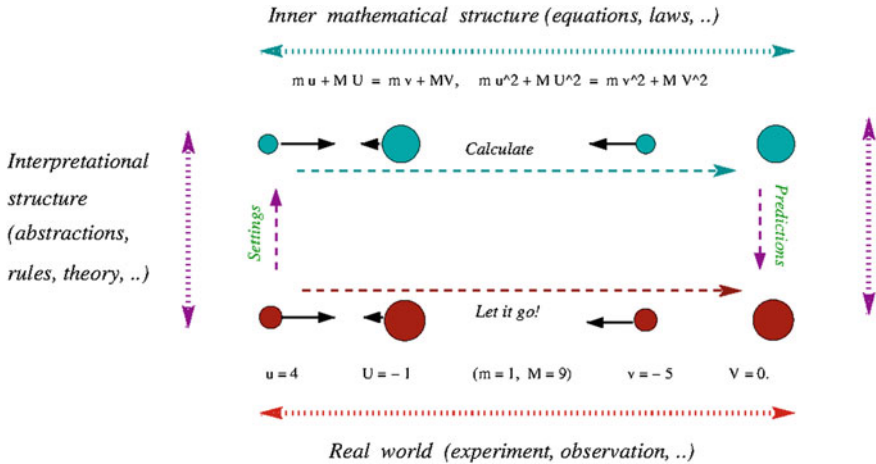 Inner mathematical structure (equations, laws, ..)
m u + M U = m v + MV, m u^2 + M U^2 = m v^2 + M V^2
Interpretational
structure
(abstractions,
rules, theory, ..)
Calculate
Settings
Predictions
Let it go!
u = 4 U = − 1 (m = 1, M = 9) v = − 5 V = 0.
Real world (experiment, observation, ..)